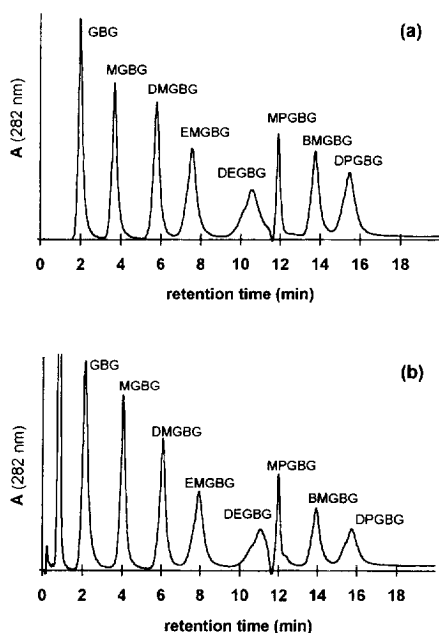 (a)
GBG
MGBG
DMGBG
EMGBG
DEGBG
MPGBG
BMGBG
DPGBG
A (282 nm)
0 2 4 6 8 10 12 14 16 18
retention time (min)
(b)
GBG
MGBG
DMGBG
EMGBG
DEGBG
MPGBG
BMGBG
DPGBG
A (282 nm)
0 2 4 6 8 10 12 14 16 18
retention time (min)